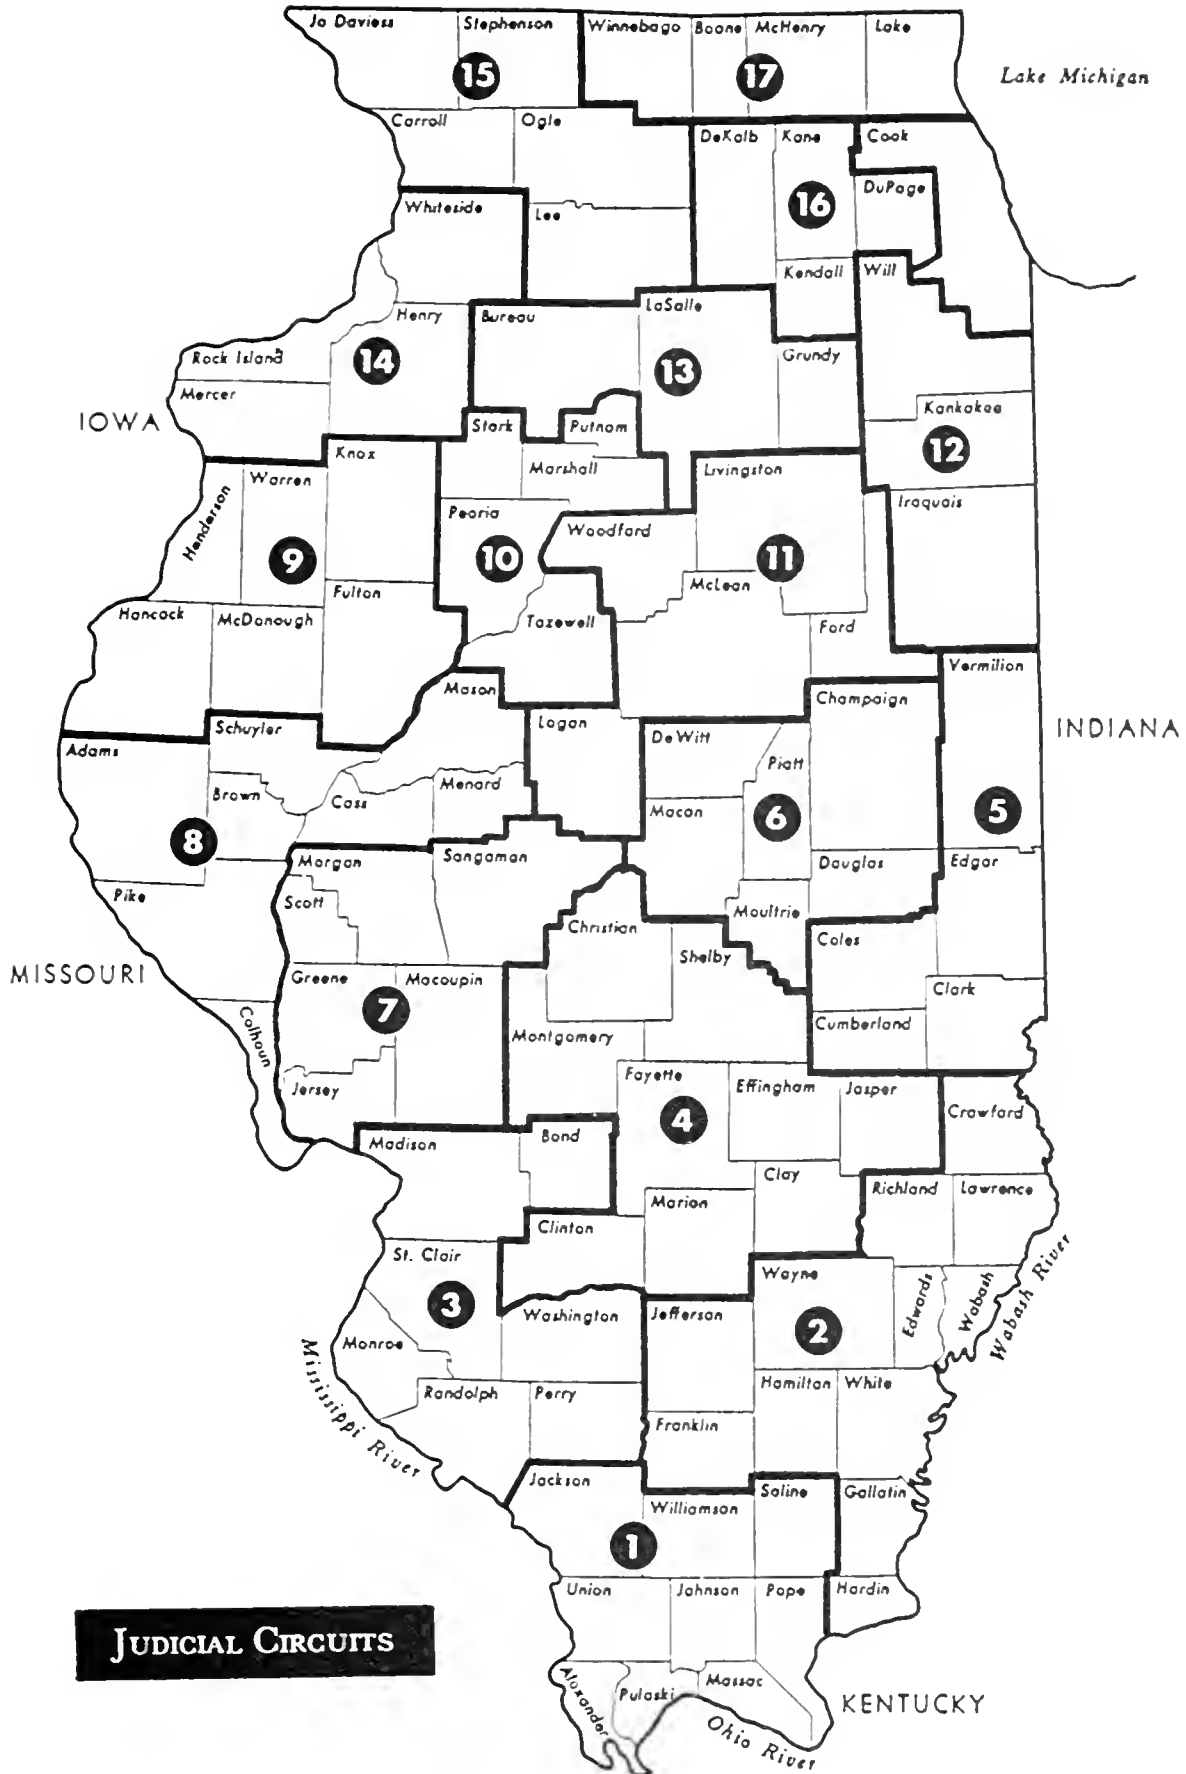 Jo Daviess Stephenson Winnebago Boone McHenry Lake
Lake Michigan
15 17
Carroll Ogle DeKalb Kane Cook
DuPage
16
Whiteside Lee
Kendall Will
Henry Bureau LaSalle
Rock Island 14 13 Grundy
Mercer
IOWA
Stark Putnam Kankakee
12
Knox Marshall Livingston
Warren
Henderson Peoria Woodford Iroquois
9 10 11
McLean
Hancock McDonough Fulton Tazewell Ford
Vermilion
Mason Champaign
INDIANA
Adams Schuyler Logan DeWitt
Piatt
Brown Cass Menard Macon
8 6 5
Morgan Sangamon Douglas Edgar
Pike Scott Moultrie
Christian Coles
MISSOURI
Greene Macoupin Shelby Clark
7
Calhoun Montgomery Cumberland
Jersey Fayette Effingham Jasper
4 Crawford
Madison Bond
Clay Richland Lawrence
Marion
Clinton
St. Clair Wayne Edwards Wabash Wabash River
3 Washington Jefferson 2
Monroe
Mississippi River
Randolph Perry Hamilton White
Franklin
Jackson Saline Gallatin
Williamson
1
Union Johnson Pope Hardin
JUDICIAL CIRCUITS
Alexander Pulaski Massac
KENTUCKY
Ohio River